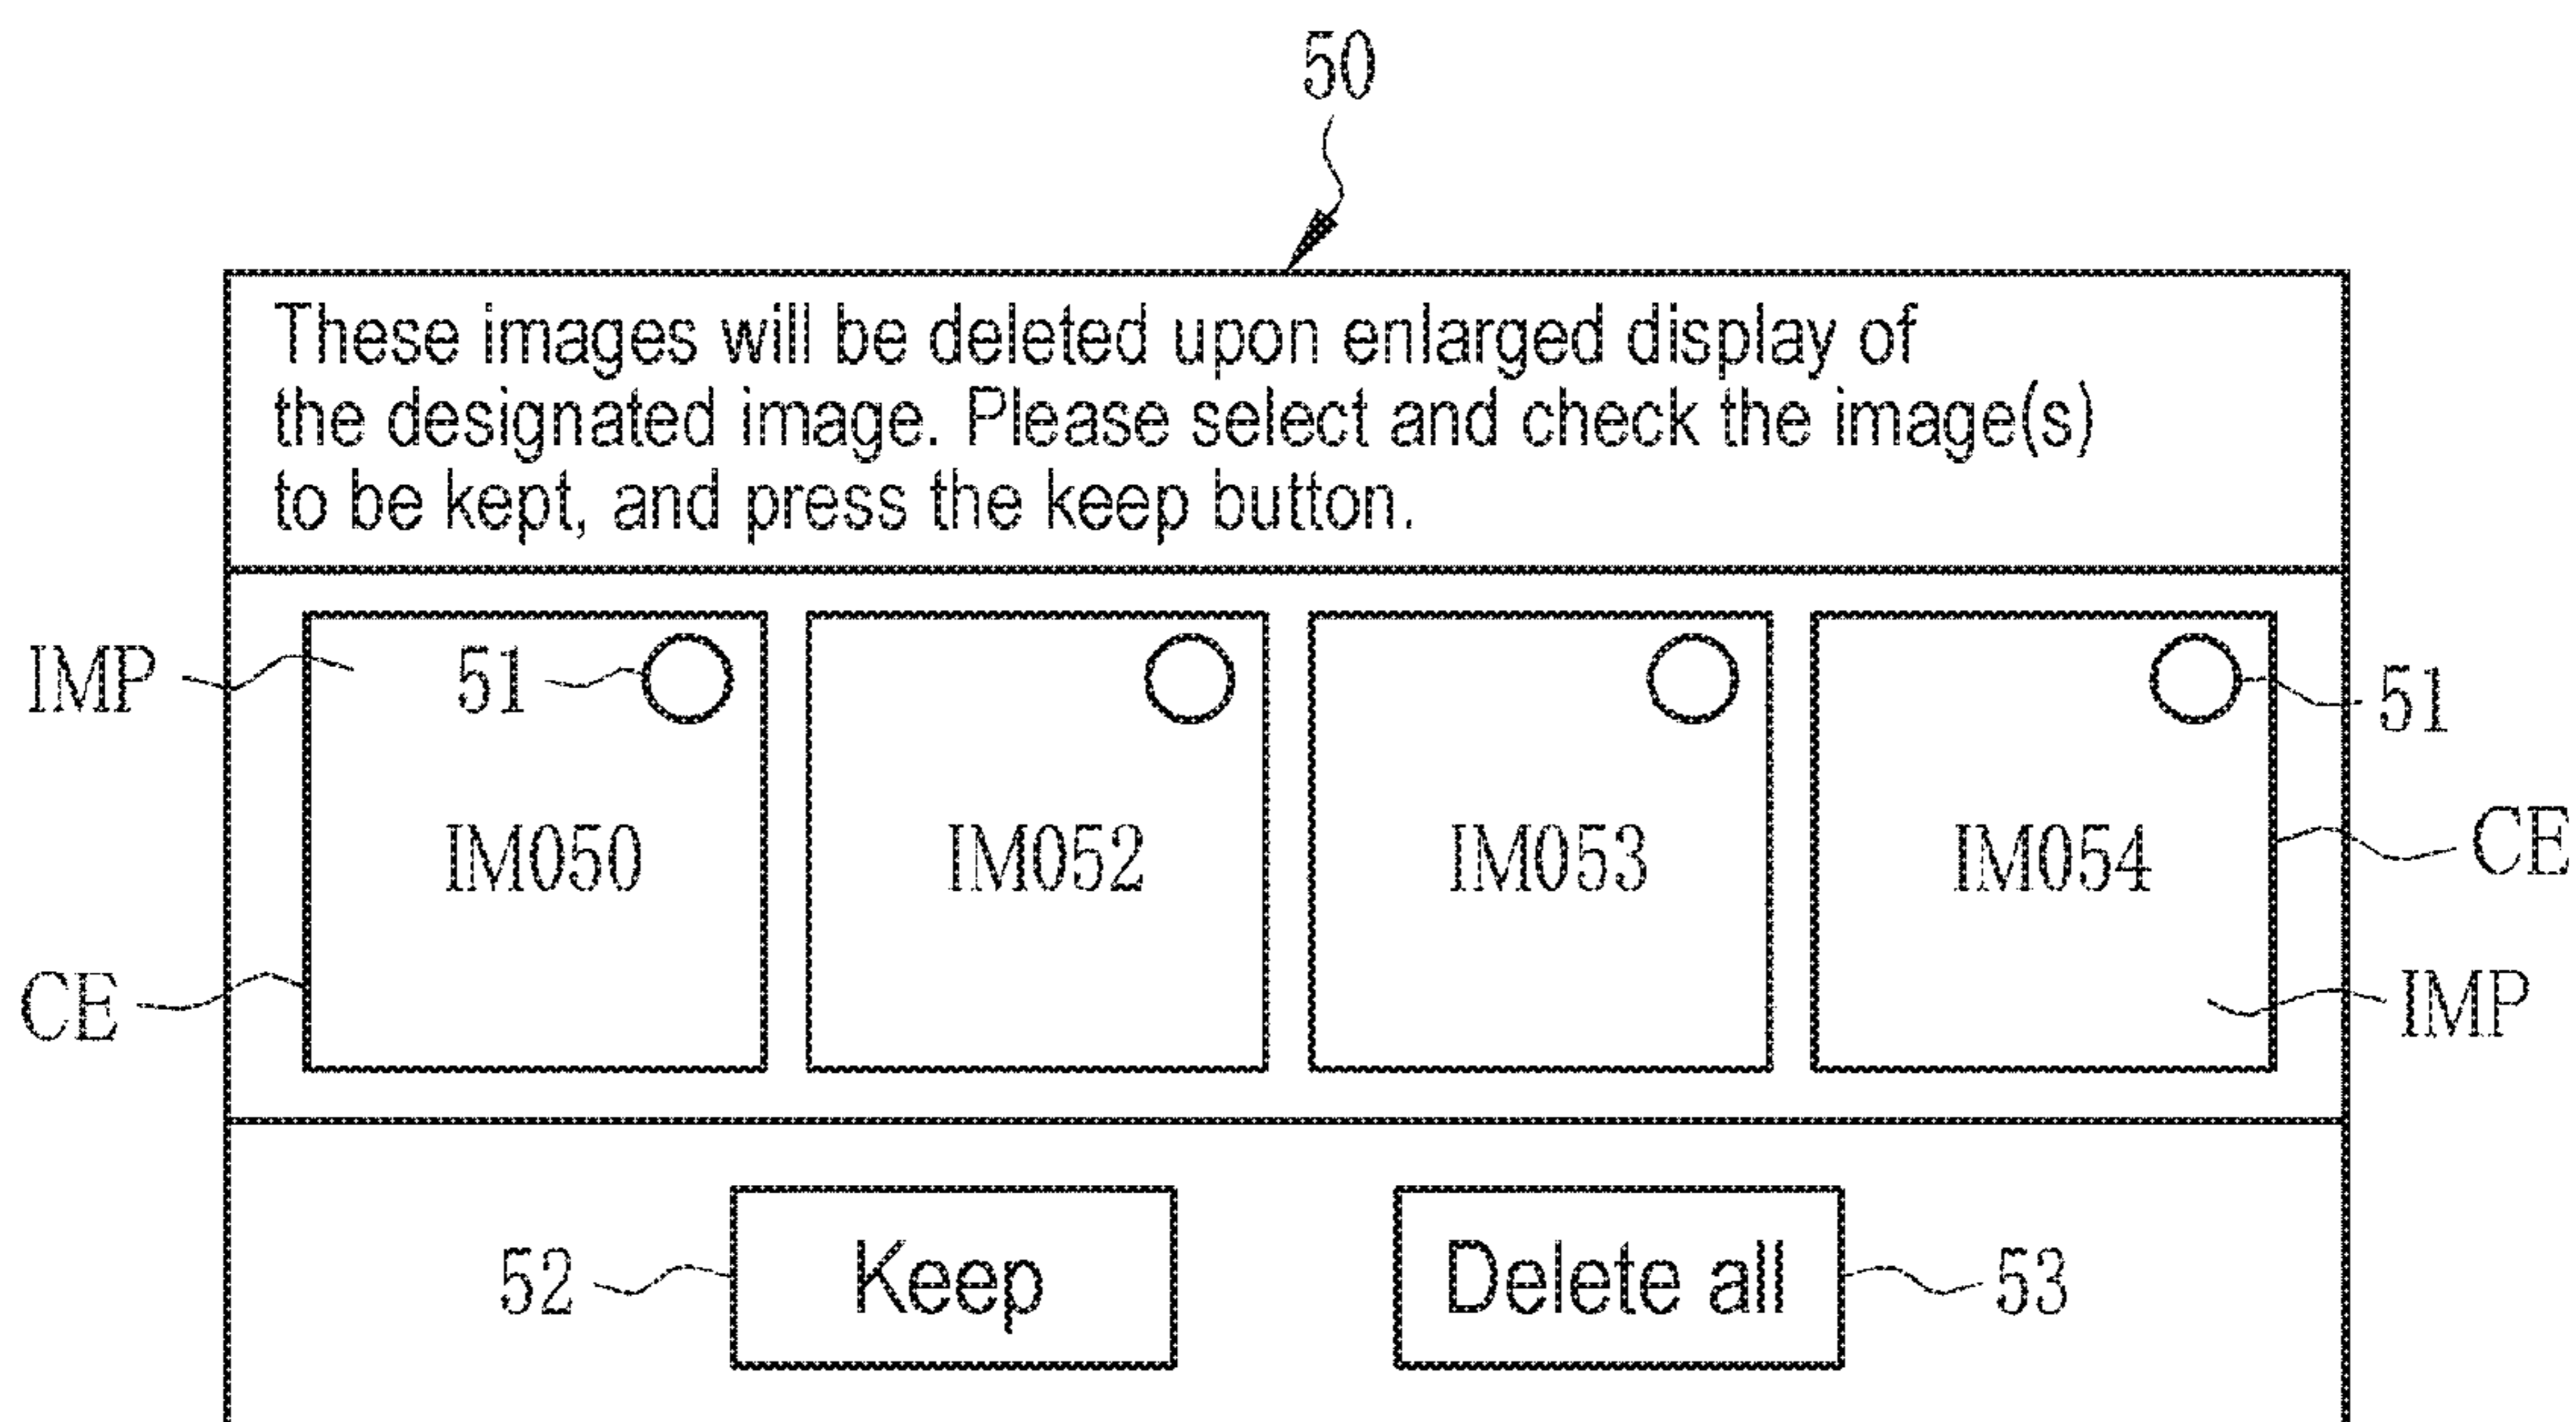 50
These images will be deleted upon enlarged display of
the designated image. Please select and check the image(s)
to be kept, and press the keep button.
IMP 51 51
IM050 IM052 IM053 IM054 CE
CE IMP
52 Keep Delete all 53